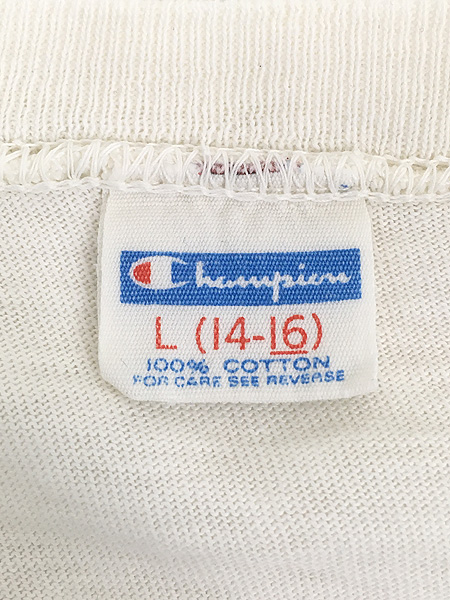 Champion
L (14-16)
100% COTTON
FOR CARE SEE REVERSE